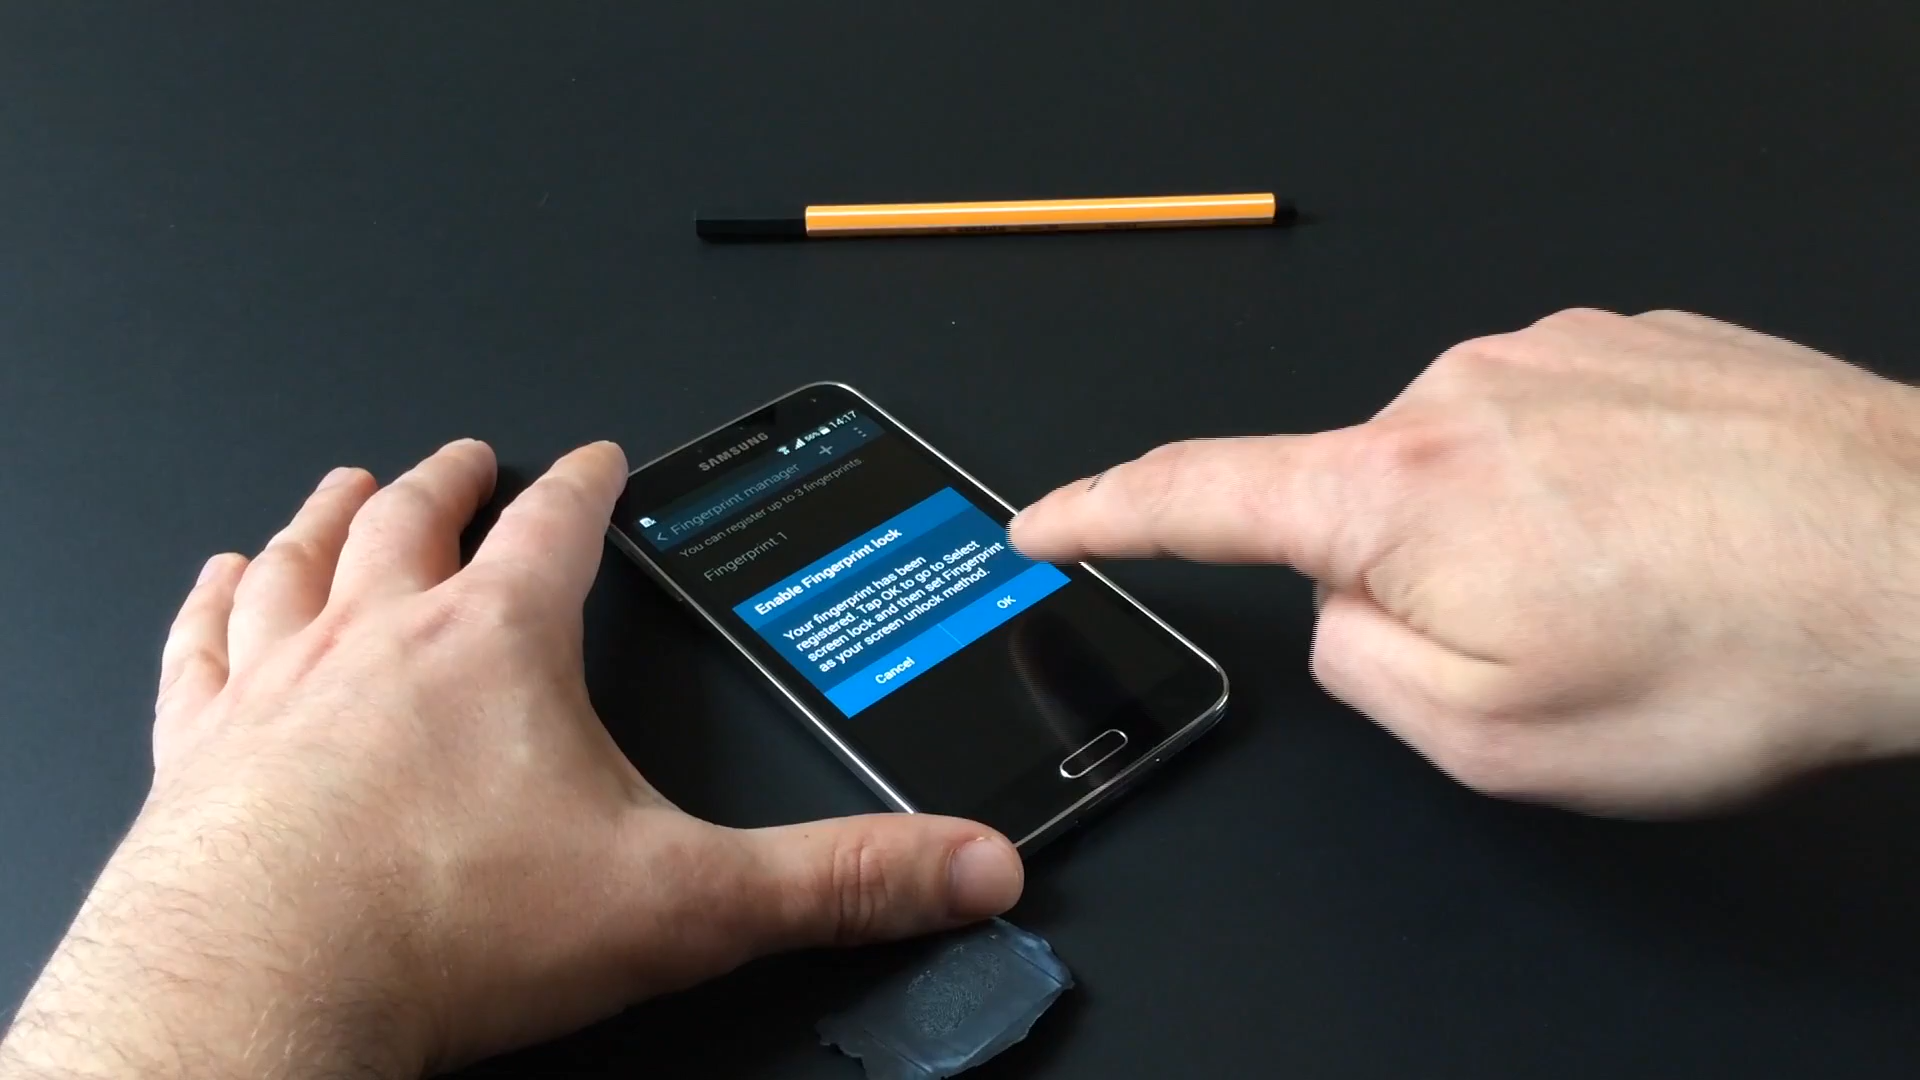 SAMSUNG
56% 14:17
Fingerprint manager
You can register up to 3 fingerprints
Fingerprint 1
Enable Fingerprint lock
Your fingerprint has been
registered. Tap OK to go to Select
screen lock and then set Fingerprint
as your screen unlock method.
Cancel
OK